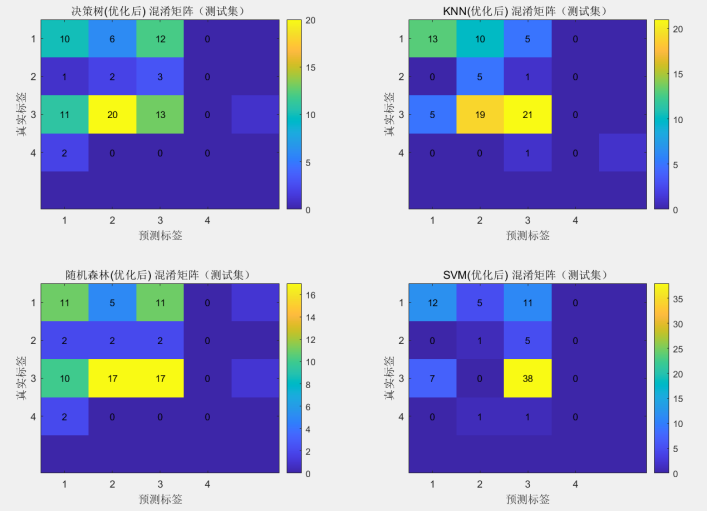 决策树(优化后) 混淆矩阵（测试集）
1 10 6 12 0
2 1 2 3 0
3 11 20 13 0
4 2 0 0 0
1 2 3 4
预测标签
真实标签
20
15
10
5
0
KNN(优化后) 混淆矩阵（测试集）
1 13 10 5 0
2 0 5 1 0
3 5 19 21 0
4 0 0 1 0
1 2 3 4
预测标签
真实标签
20
15
10
5
0
随机森林(优化后) 混淆矩阵（测试集）
1 11 5 11 0
2 2 2 2 0
3 10 17 17 0
4 2 0 0 0
1 2 3 4
预测标签
真实标签
16
14
12
10
8
6
4
2
0
SVM(优化后) 混淆矩阵（测试集）
1 12 5 11 0
2 0 1 5 0
3 7 0 38 0
4 0 1 1 0
1 2 3 4
预测标签
真实标签
35
30
25
20
15
10
5
0